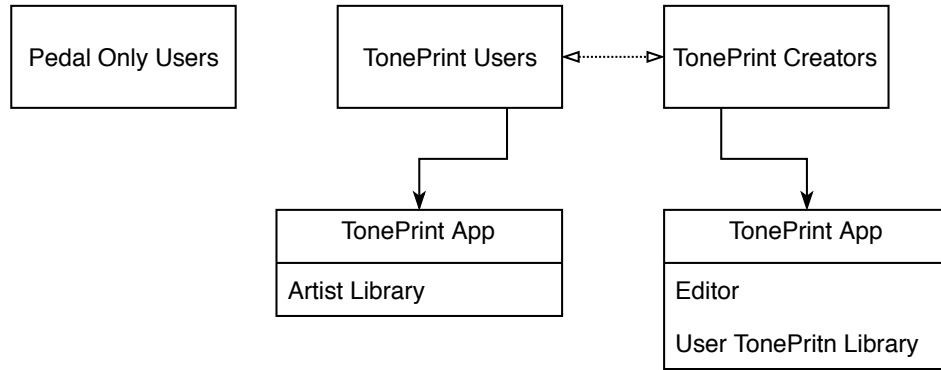 Pedal Only Users
TonePrint Users
TonePrint Creators
TonePrint App
Artist Library
TonePrint App
Editor
User TonePritn Library